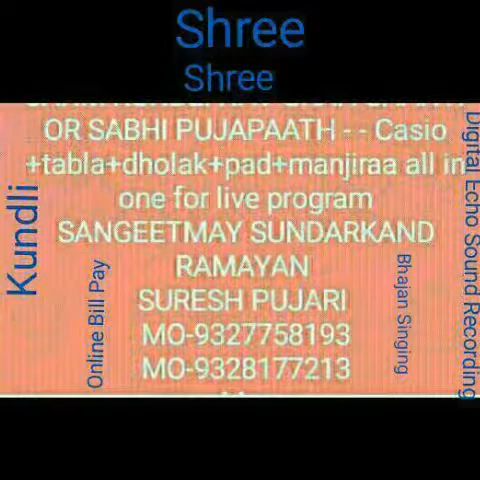 Shree
Shree
OR SABHI PUJAPAATH - - Casio
+tabla+dholak+pad+manjiraa all in
one for live program
SANGEETMAY SUNDARKAND
RAMAYAN
SURESH PUJARI
MO-9327758193
MO-9328177213
Kundli
Online Bill Pay
Bhajan Singing
Digital Echo Sound Recording